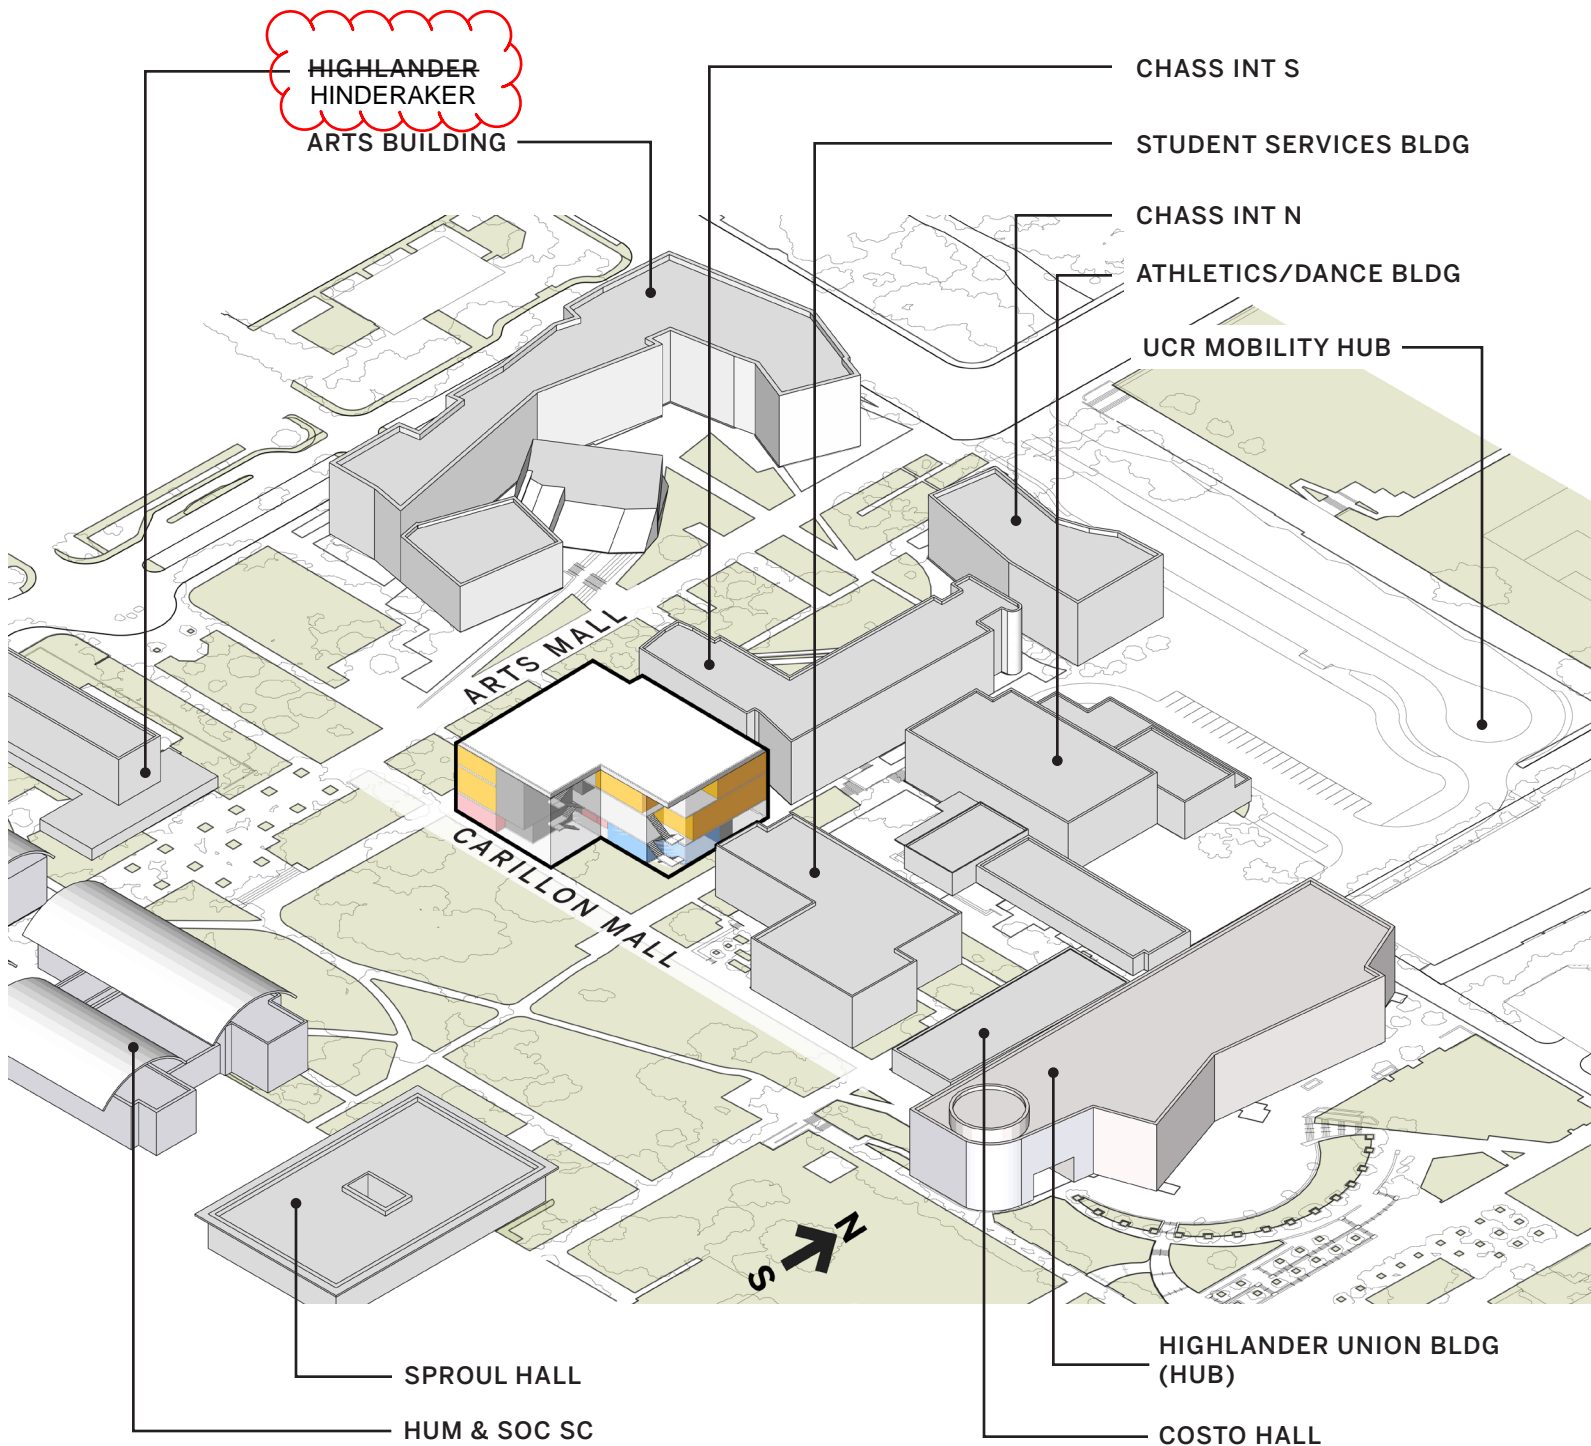 HIGHLANDER
HINDERAKER
ARTS BUILDING
CHASS INT S
STUDENT SERVICES BLDG
CHASS INT N
ATHLETICS/DANCE BLDG
UCR MOBILITY HUB
ARTS MALL
CARILLON MALL
N
S
SPROUL HALL
HUM & SOC SC
HIGHLANDER UNION BLDG
(HUB)
COSTO HALL